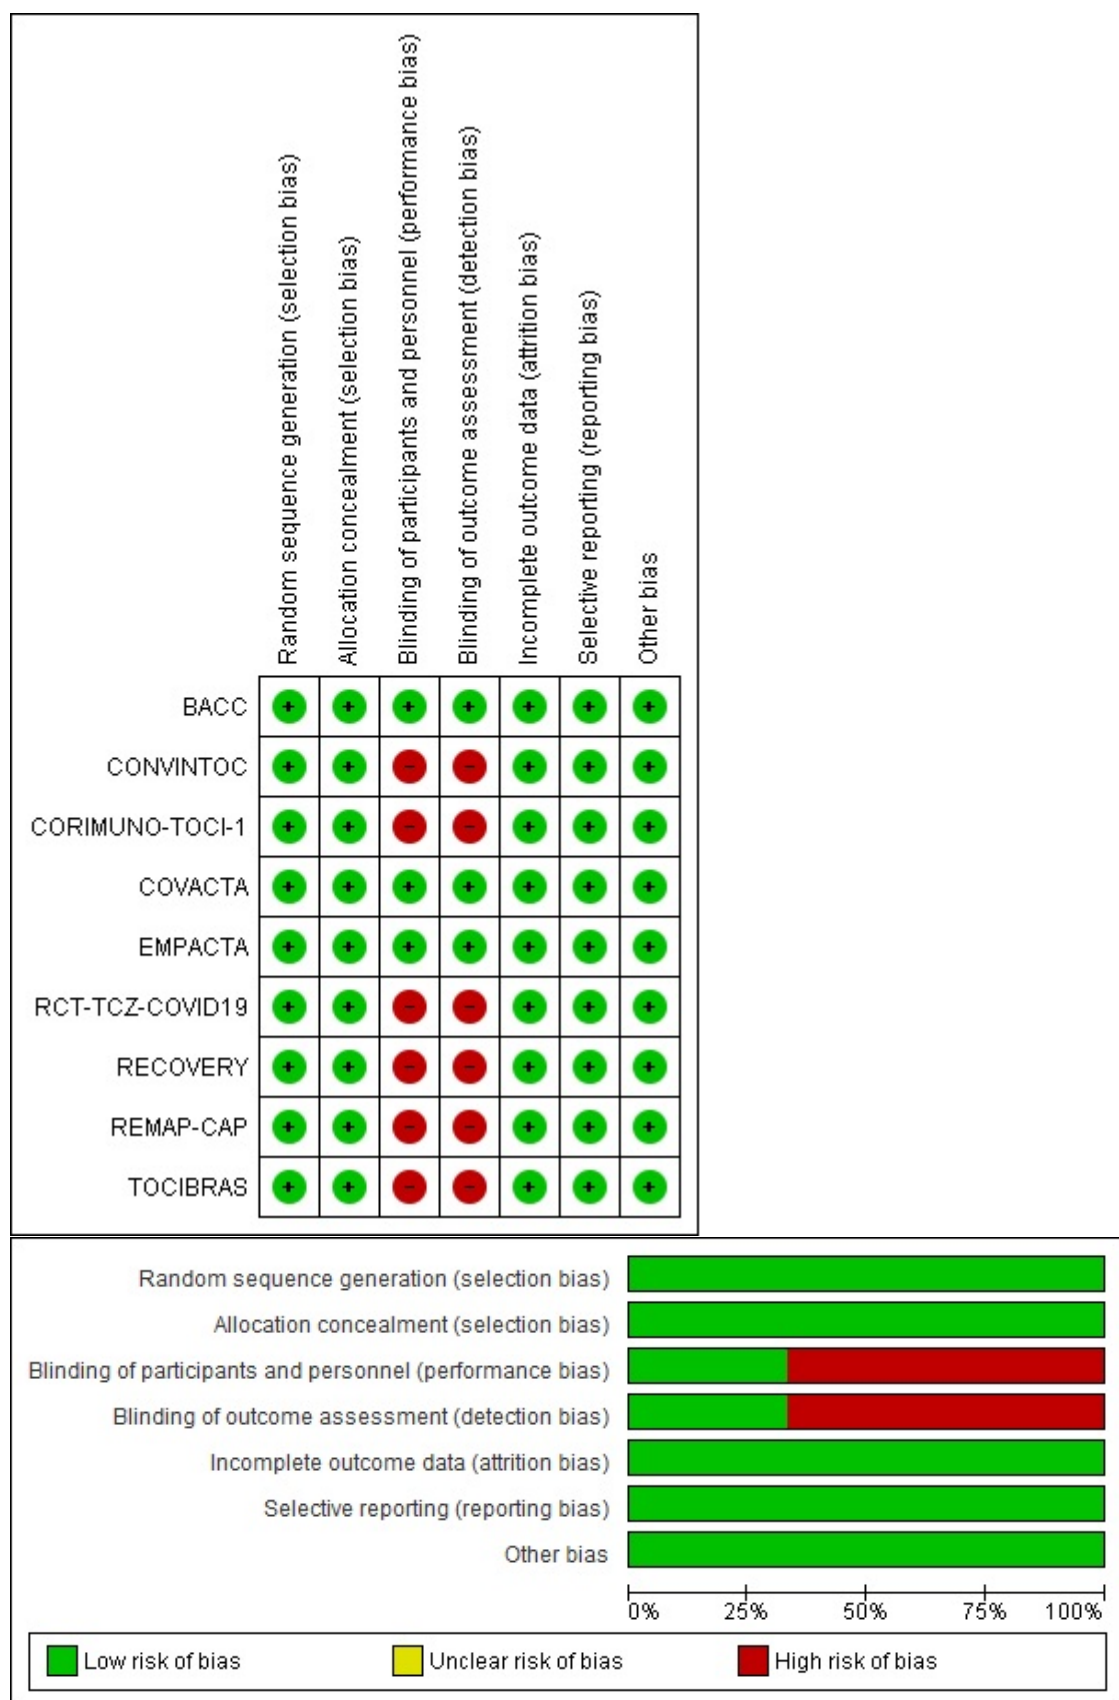 Random sequence generation (selection bias)
Allocation concealment (selection bias)
Blinding of participants and personnel (performance bias)
Blinding of outcome assessment (detection bias)
Incomplete outcome data (attrition bias)
Selective reporting (reporting bias)
Other bias
BACC + + + + + + +
CONVINTOC + + - - + + +
CORIMUNO-TOCI-1 + + - - + + +
COVACTA + + + + + + +
EMPACTA + + + + + + +
RCT-TCZ-COVID19 + + - - + + +
RECOVERY + + - - + + +
REMAP-CAP + + - - + + +
TOCIBRAS + + - - + + +
Random sequence generation (selection bias)
Allocation concealment (selection bias)
Blinding of participants and personnel (performance bias)
Blinding of outcome assessment (detection bias)
Incomplete outcome data (attrition bias)
Selective reporting (reporting bias)
Other bias
0% 25% 50% 75% 100%
Low risk of bias Unclear risk of bias High risk of bias